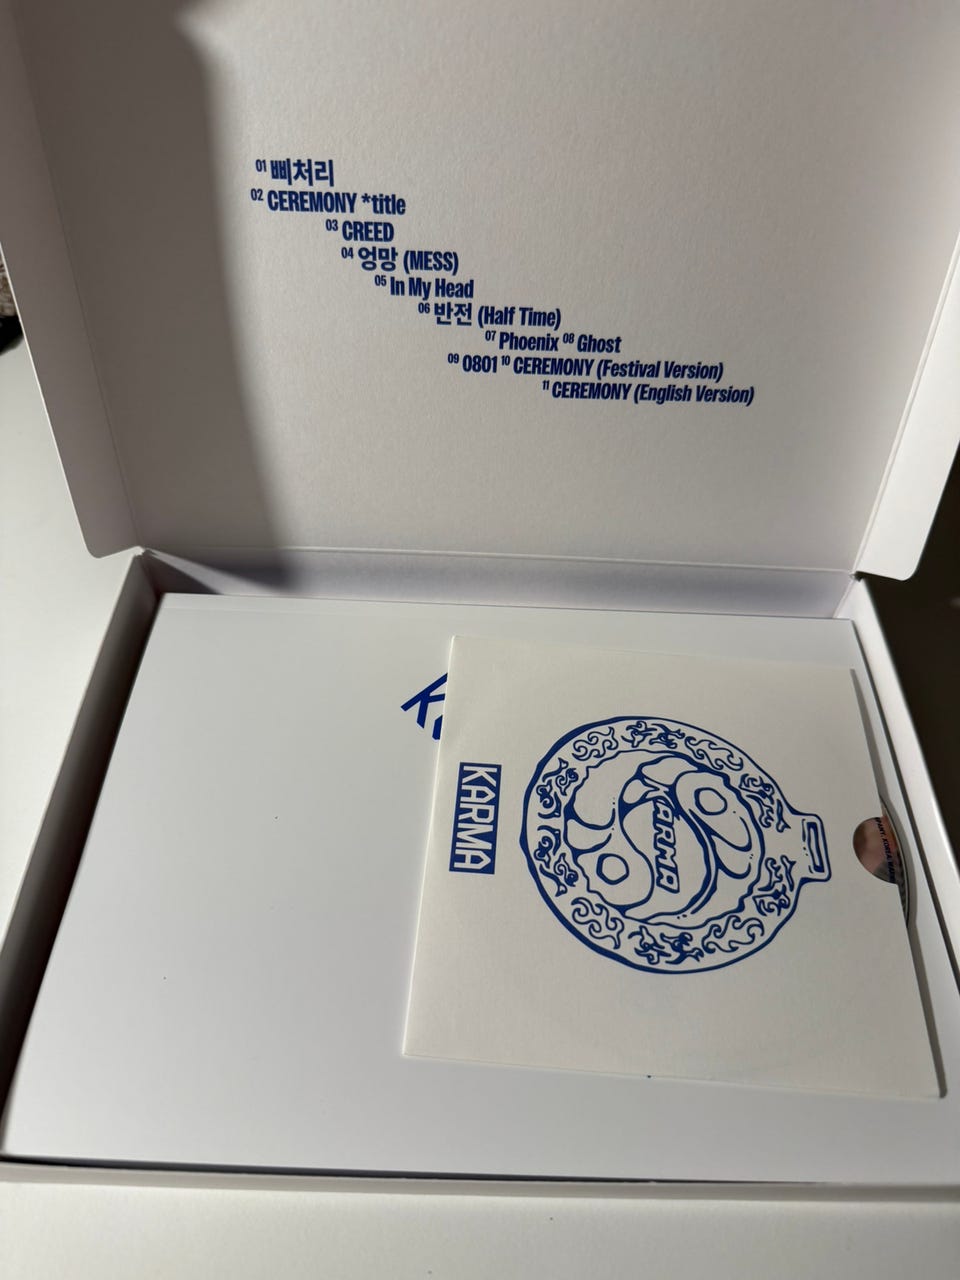 01 삐처리
02 CEREMONY *title
03 CREED
04 엉망 (MESS)
05 In My Head
06 반전 (Half Time)
07 Phoenix 08 Ghost
09 0801 10 CEREMONY (Festival Version)
11 CEREMONY (English Version)
KARMA
KARMA